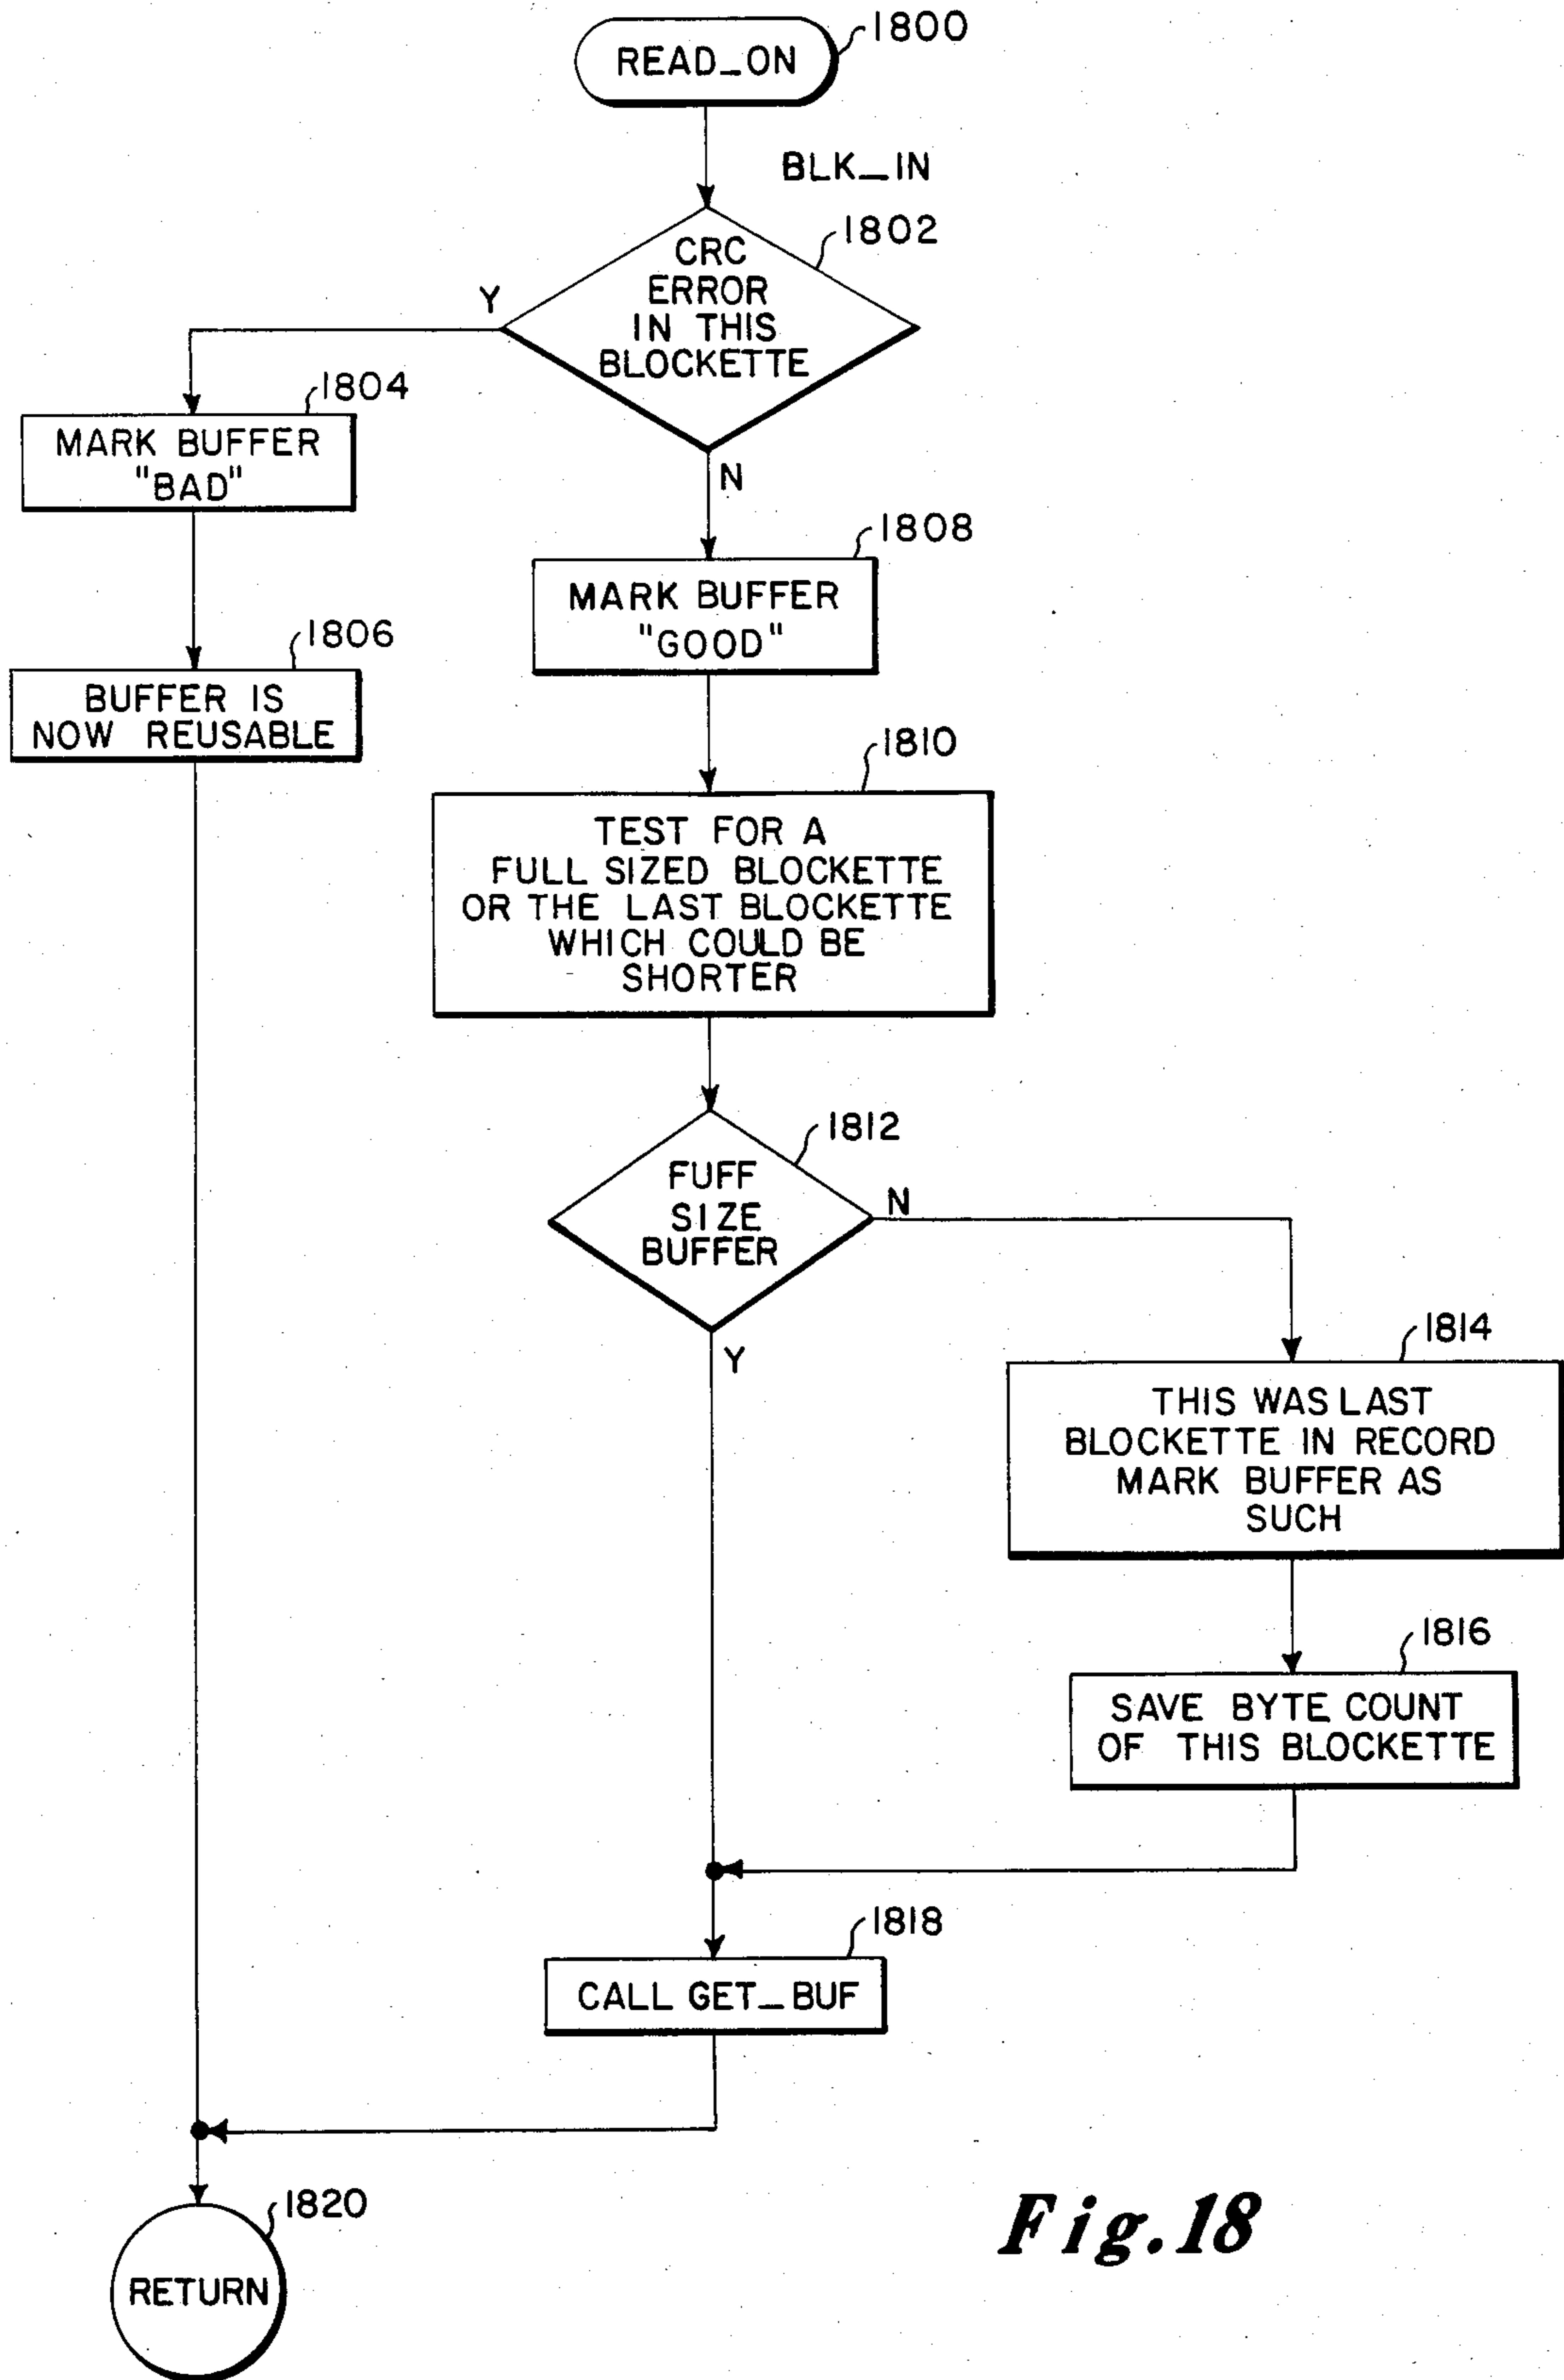 READ_ON
1800
BLK_IN
CRC
ERROR
IN THIS
BLOCKETTE
1802
Y
N
1804
MARK BUFFER
"BAD"
1808
MARK BUFFER
"GOOD"
1806
BUFFER IS
NOW REUSABLE
1810
TEST FOR A
FULL SIZED BLOCKETTE
OR THE LAST BLOCKETTE
WHICH COULD BE
SHORTER
1812
FUFF
SIZE
BUFFER
N
Y
1814
THIS WAS LAST
BLOCKETTE IN RECORD
MARK BUFFER AS
SUCH
1816
SAVE BYTE COUNT
OF THIS BLOCKETTE
1818
CALL GET_BUF
1820
RETURN
Fig.18